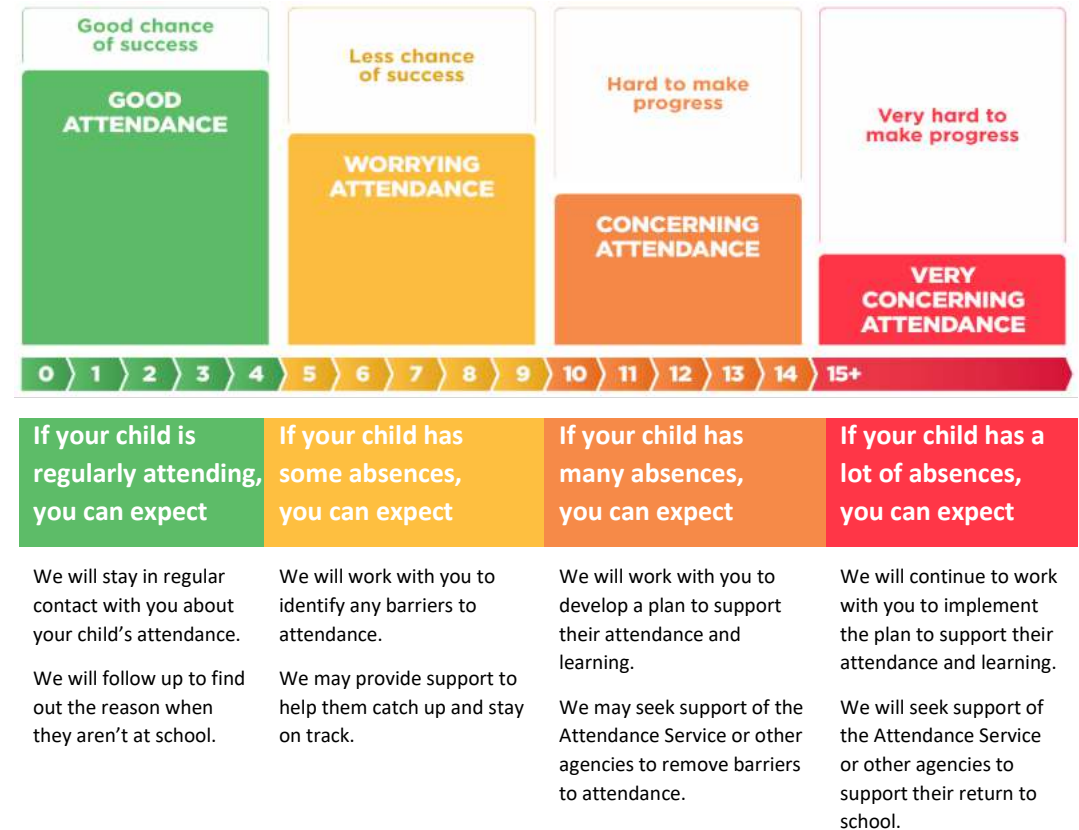 Good chance
of success
GOOD
ATTENDANCE
Less chance
of success
WORRYING
ATTENDANCE
Hard to make
progress
CONCERNING
ATTENDANCE
Very hard to
make progress
VERY
CONCERNING
ATTENDANCE
0 1 2 3 4 5 6 7 8 9 10 11 12 13 14 15+
If your child is
regularly attending,
you can expect
We will stay in regular
contact with you about
your child’s attendance.
We will follow up to find
out the reason when
they aren’t at school.
If your child has
some absences,
you can expect
We will work with you to
identify any barriers to
attendance.
We may provide support to
help them catch up and stay
on track.
If your child has
many absences,
you can expect
We will work with you to
develop a plan to support
their attendance and
learning.
We may seek support of the
Attendance Service or other
agencies to remove barriers
to attendance.
If your child has a
lot of absences,
you can expect
We will continue to work
with you to implement
the plan to support their
attendance and learning.
We will seek support of
the Attendance Service
or other agencies to
support their return to
school.